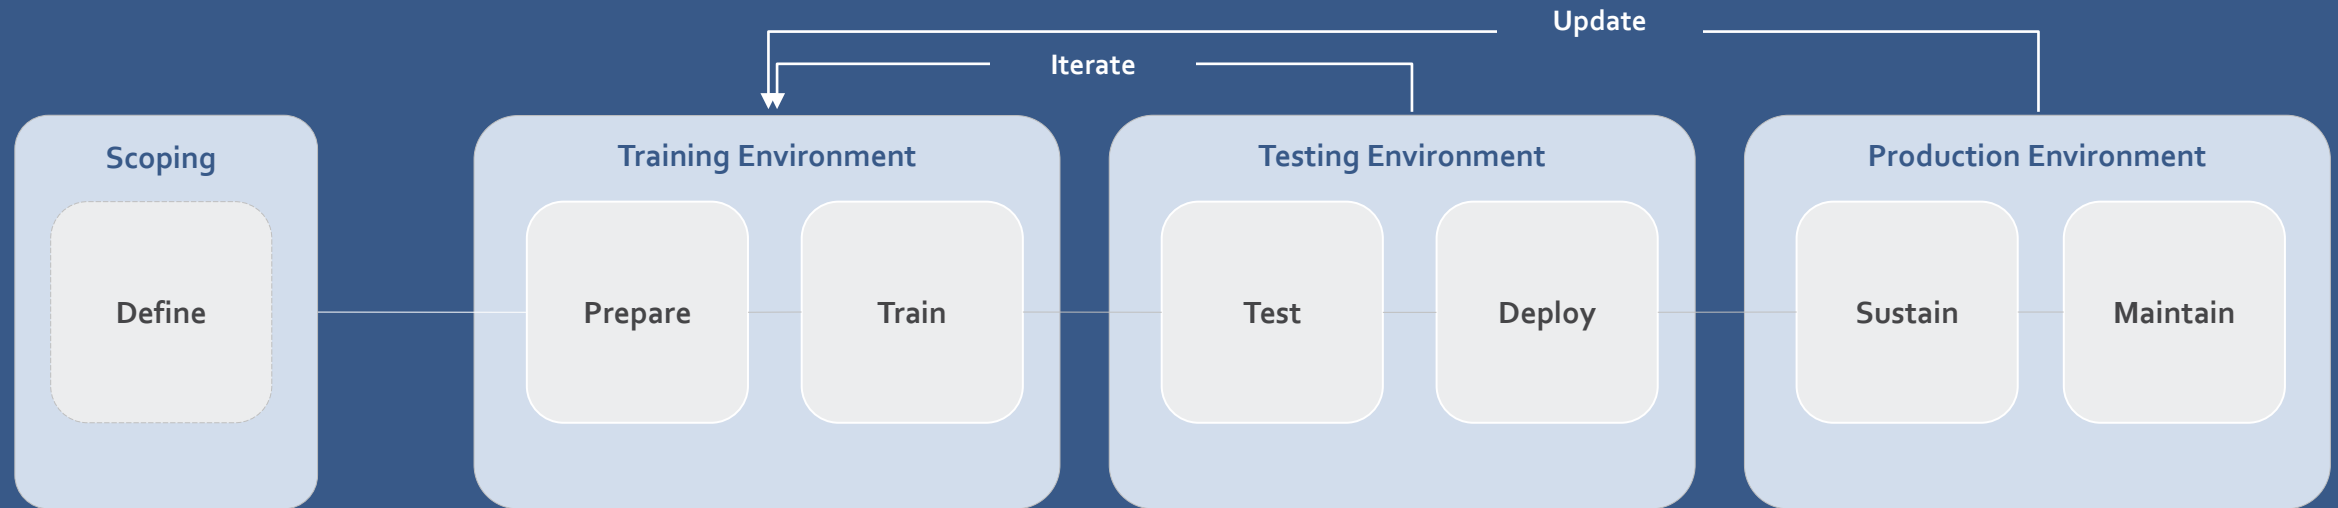 Update
Iterate
Scoping
Training Environment
Testing Environment
Production Environment
Define
Prepare
Train
Test
Deploy
Sustain
Maintain